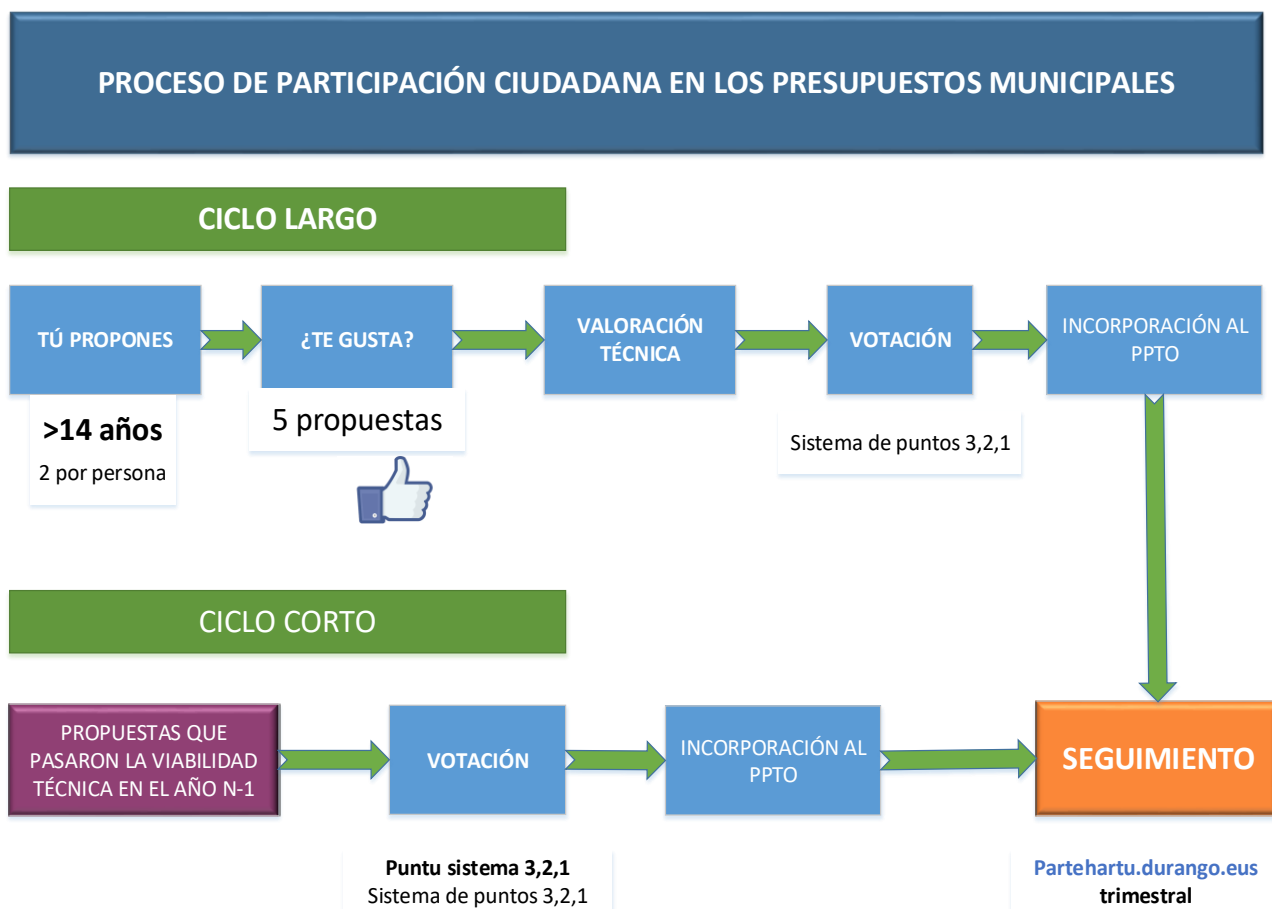 PROCESO DE PARTICIPACIÓN CIUDADANA EN LOS PRESUPUESTOS MUNICIPALES
CICLO LARGO
TÚ PROPONES
>14 años
2 por persona
¿TE GUSTA?
5 propuestas
VALORACIÓN
TÉCNICA
VOTACIÓN
Sistema de puntos 3,2,1
INCORPORACIÓN AL
PPTO
CICLO CORTO
PROPUESTAS QUE
PASARON LA VIABILIDAD
TÉCNICA EN EL AÑO N-1
VOTACIÓN
Puntu sistema 3,2,1
Sistema de puntos 3,2,1
INCORPORACIÓN AL
PPTO
SEGUIMIENTO
Partehartu.durango.eus
trimestral